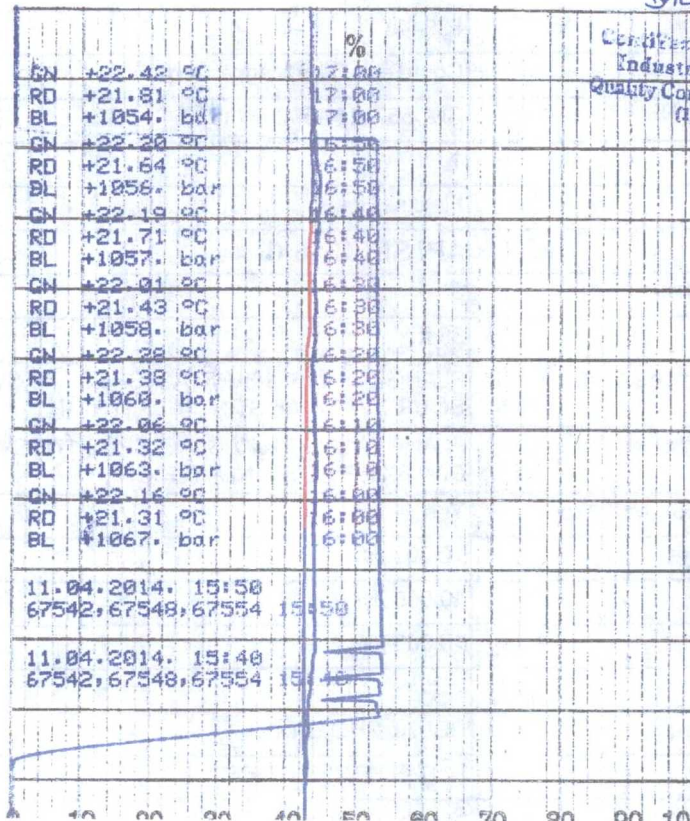 %
GN +22.42 °C 17:00
RD +21.81 °C 17:00
BL +1054. bar 17:00
GN +22.20 °C 16:50
RD +21.64 °C 16:50
BL +1056. bar 16:50
GN +22.19 °C 16:40
RD +21.71 °C 16:40
BL +1057. bar 16:40
GN +22.01 °C 16:30
RD +21.43 °C 16:30
BL +1058. bar 16:30
GN +22.28 °C 16:20
RD +21.38 °C 16:20
BL +1060. bar 16:20
GN +22.06 °C 16:10
RD +21.32 °C 16:10
BL +1063. bar 16:10
GN +22.16 °C 16:00
RD +21.31 °C 16:00
BL +1067. bar 16:00
11.04.2014. 15:50
67542,67548,67554 15:50
11.04.2014. 15:40
67542,67548,67554 15:40
0 10 20 30 40 50 60 70 80 90
Industr
Quality Con